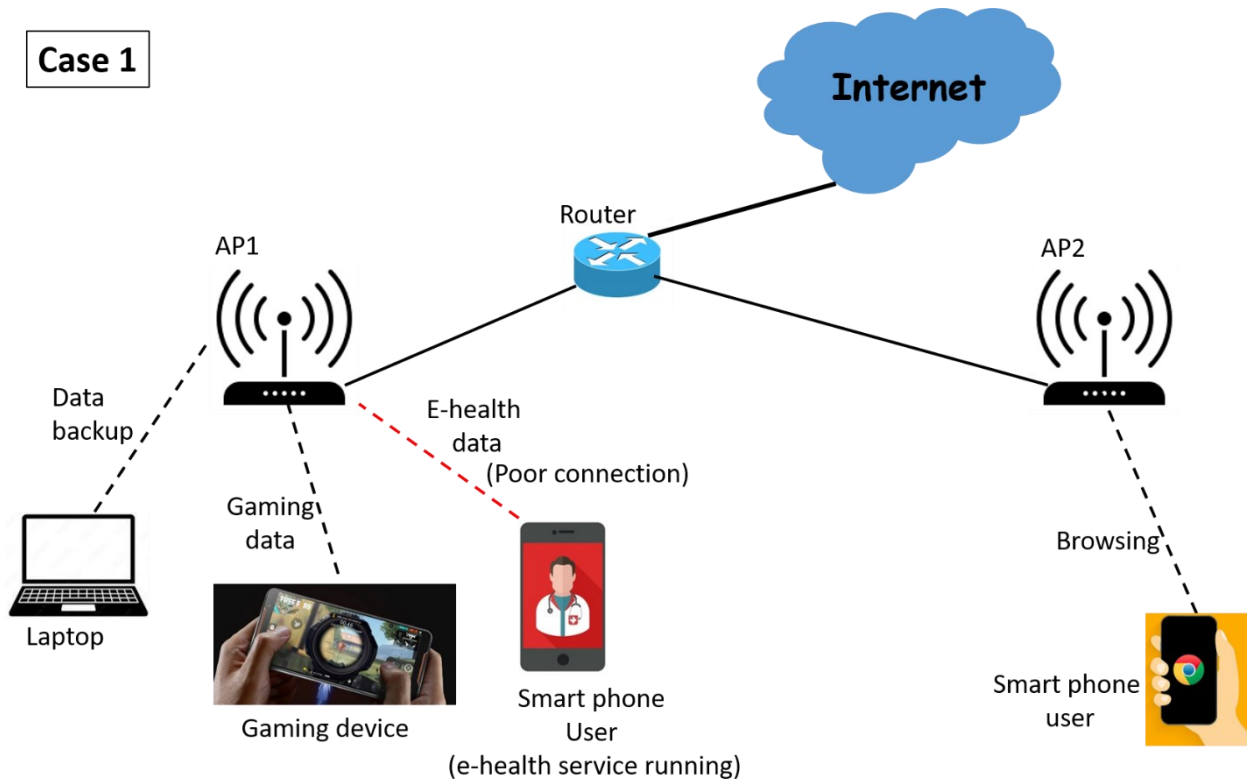 Case 1
Internet
Router
AP1
AP2
Data
backup
E-health
data
(Poor connection)
Gaming
data
Browsing
Laptop
Gaming device
Smart phone
User
(e-health service running)
Smart phone
user